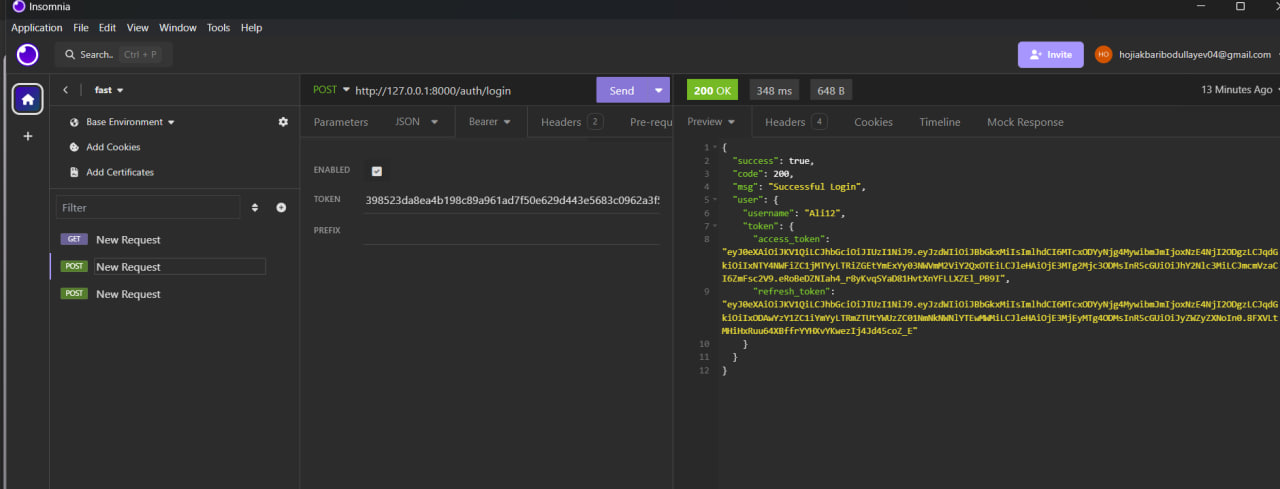 Insomnia
Application File Edit View Window Tools Help
Search.. Ctrl + P
Invite
HO
hojiakbaribodullayev04@gmail.com
fast
Base Environment
Add Cookies
Add Certificates
Filter
GET New Request
POST New Request
POST New Request
POST http://127.0.0.1:8000/auth/login Send
Parameters JSON Bearer Headers 2 Pre-requ
ENABLED
TOKEN 398523da8ea4b198c89a961ad7f50e629d443e5683c0962a3f
PREFIX
200 OK 348 ms 648 B 13 Minutes Ago
Preview Headers 4 Cookies Timeline Mock Response
1 {
2 "success": true,
3 "code": 200,
4 "msg": "Successful Login",
5 "user": {
6 "username": "Ali12",
7 "token": {
8 "access_token":
9 "refresh_token":
10 }
11 }
12 }